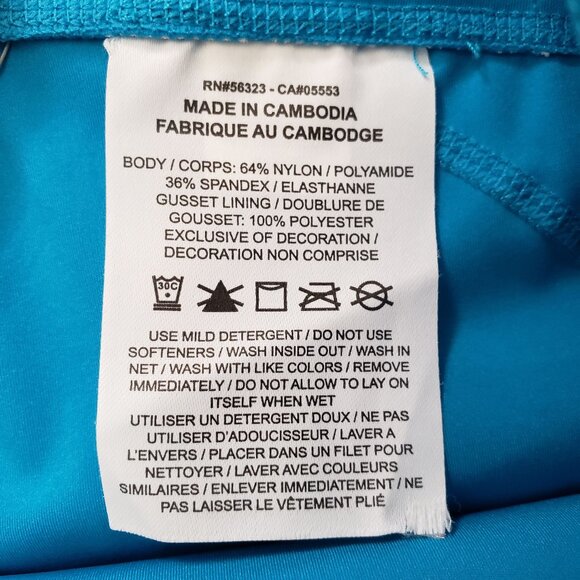 RN#56323 - CA#05553
MADE IN CAMBODIA
FABRIQUE AU CAMBODGE
BODY / CORPS: 64% NYLON / POLYAMIDE
36% SPANDEX / ELASTHANNE
GUSSET LINING / DOUBLURE DE
GOUSSET: 100% POLYESTER
EXCLUSIVE OF DECORATION /
DECORATION NON COMPRISE
30C
USE MILD DETERGENT / DO NOT USE
SOFTENERS / WASH INSIDE OUT / WASH IN
NET / WASH WITH LIKE COLORS / REMOVE
IMMEDIATELY / DO NOT ALLOW TO LAY ON
ITSELF WHEN WET
UTILISER UN DETERGENT DOUX / NE PAS
UTILISER D'ADOUCISSEUR / LAVER A
L'ENVERS / PLACER DANS UN FILET POUR
NETTOYER / LAVER AVEC COULEURS
SIMILAIRES / ENLEVER IMMEDIATEMENT / NE
PAS LAISSER LE VÊTEMENT PLIÉ